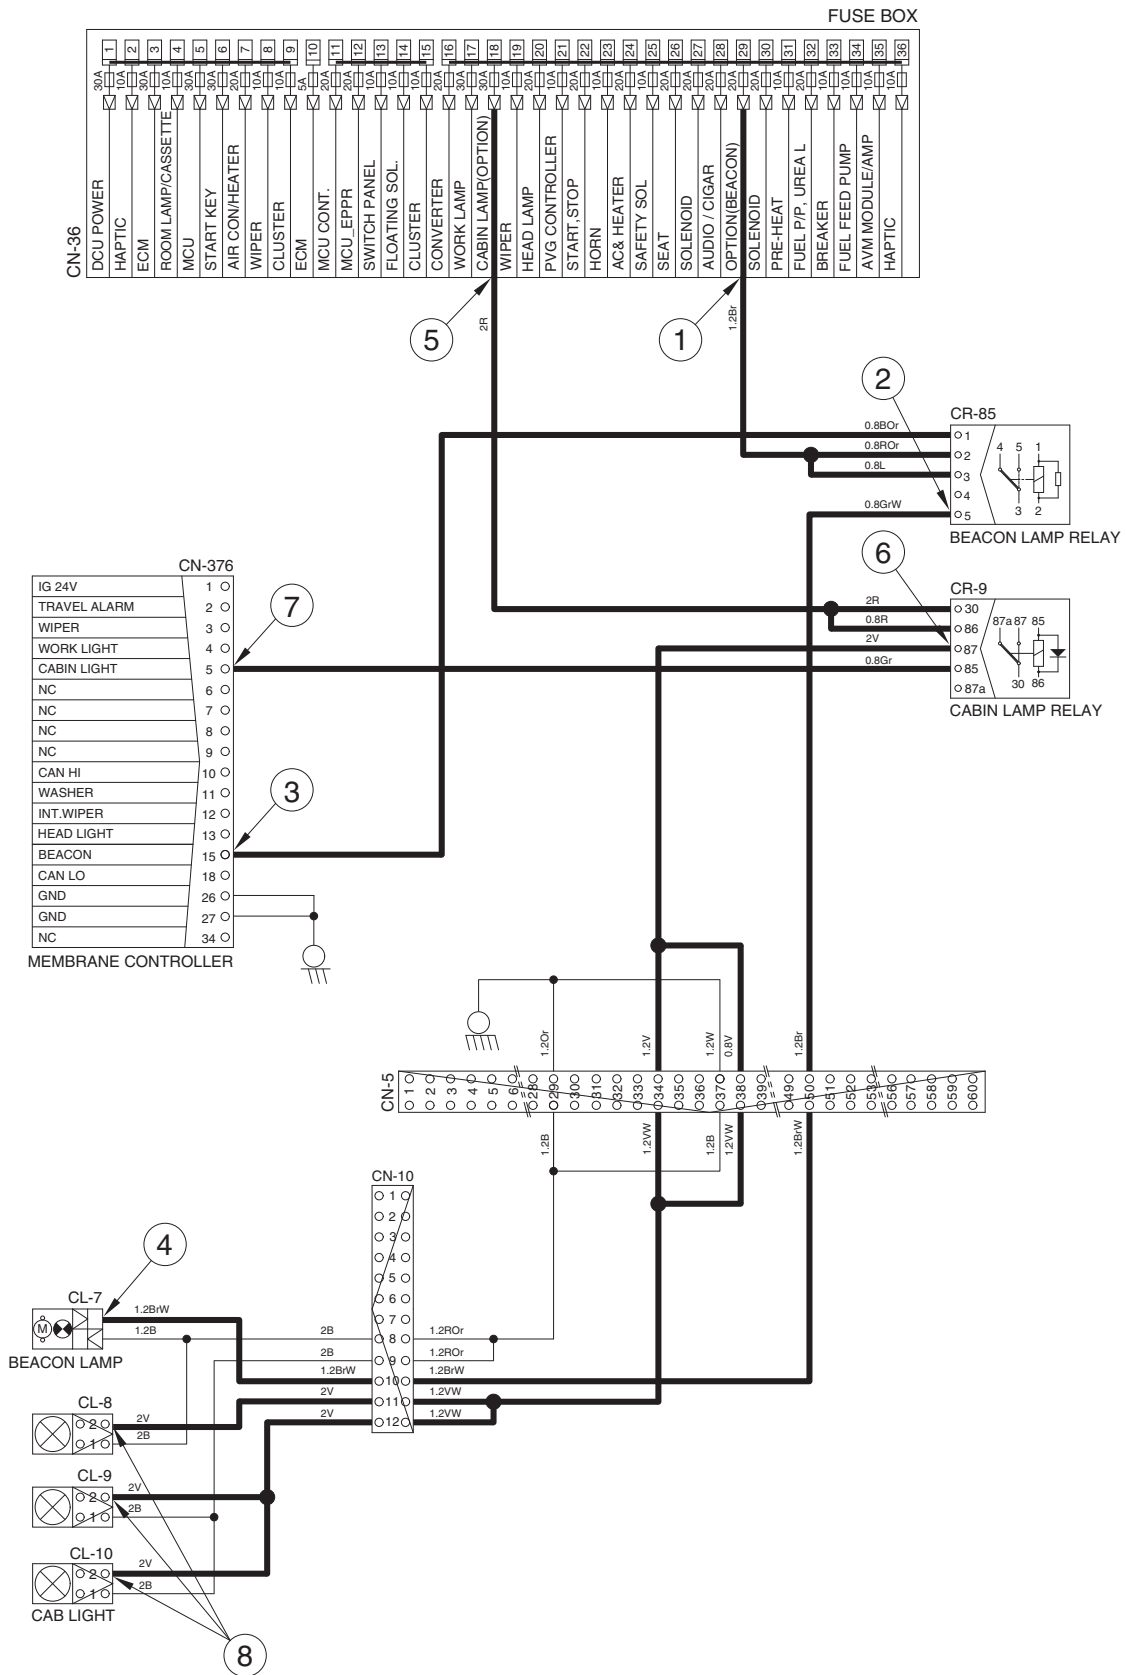 FUSE BOX
CN-36
1 2 3 4 5 6 7 8 9 10 11 12 13 14 15 16 17 18 19 20 21 22 23 24 25 26 27 28 29 30 31 32 33 34 35 36
30A 10A 30A 10A 30A 30A 20A 10A 10A 5A 20A 20A 10A 10A 10A 20A 10A 30A 10A 20A 10A 10A 10A 10A 10A 20A 10A 20A 20A 20A 10A 20A 10A 20A 10A 10A
DCU POWER
HAPTIC
ECM
ROOM LAMP/CASSETTE
MCU
START KEY
AIR CON/HEATER
WIPER
CLUSTER
ECM
MCU CONT.
MCU_EPPR
SWITCH PANEL
FLOATING SOL.
CLUSTER
CONVERTER
WORK LAMP
CABIN LAMP(OPTION)
WIPER
HEAD LAMP
PVG CONTROLLER
START,STOP
HORN
AC& HEATER
SAFETY SOL
SEAT
SOLENOID
AUDIO / CIGAR
OPTION(BEACON)
SOLENOID
PRE-HEAT
FUEL P/P, UREA L
BREAKER
FUEL FEED PUMP
AVM MODULE/AMP
HAPTIC
5
2R
1
1.2Br
2
CR-85
0.8BOr 1
0.8ROr 2
0.8L 3
4
0.8GrW 5
4 5 1
3 2
BEACON LAMP RELAY
6
CR-9
2R 30
0.8R 86
2V 87
0.8Gr 85
87a
87a 87 85
30 86
CABIN LAMP RELAY
CN-376
IG 24V 1
TRAVEL ALARM 2
WIPER 3
WORK LIGHT 4
CABIN LIGHT 5
NC 6
NC 7
NC 8
NC 9
CAN HI 10
WASHER 11
INT.WIPER 12
HEAD LIGHT 13
BEACON 15
CAN LO 18
GND 26
GND 27
NC 34
MEMBRANE CONTROLLER
7
3
1.2Or 1.2V 1.2W 0.8V 1.2Br
CN-5
1 2 3 4 5 6 28 29 30 31 32 33 34 35 36 37 38 39 49 50 51 52 53 56 57 58 59 60
1.2B 1.2VW 1.2B 1.2VW 1.2BrW
CN-10
1
2
3
4
5
6
7
2B 8 1.2ROr
2B 9 1.2ROr
1.2BrW 10 1.2BrW
2V 11 1.2VW
2V 12 1.2VW
4
CL-7
M
1.2BrW
1.2B
BEACON LAMP
CL-8
2 2V
1 2B
CL-9
2 2V
1 2B
CL-10
2 2V
1 2B
CAB LIGHT
8